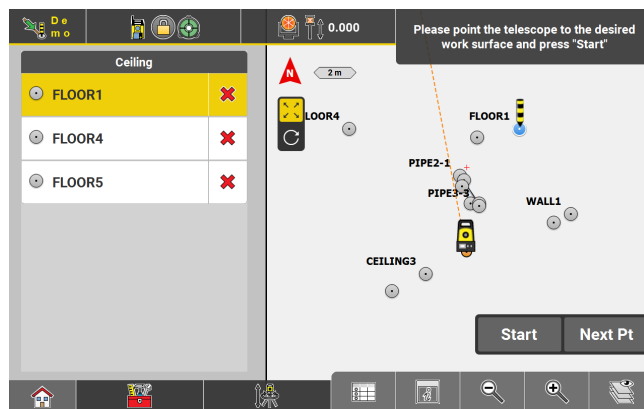 De
mo
0.000
Please point the telescope to the desired
work surface and press "Start"
Ceiling
FLOOR1
FLOOR4
FLOOR5
N
2 m
LOOR4
FLOOR1
PIPE2-1
PIPE3-3
WALL1
CEILING3
Start
Next Pt